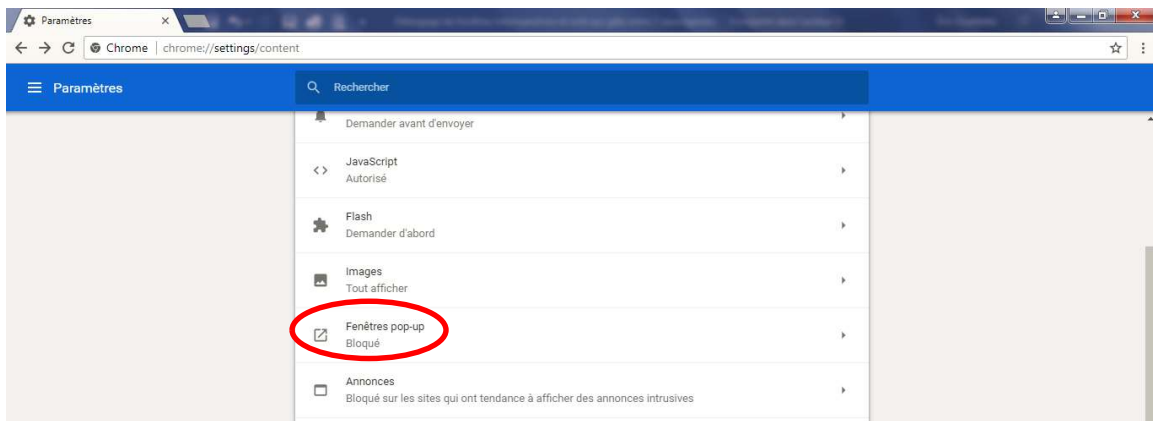 Paramètres
Chrome | chrome://settings/content
Paramètres
Rechercher
Demander avant d'envoyer
JavaScript
Autorisé
Flash
Demander d'abord
Images
Tout afficher
Fenêtres pop-up
Bloqué
Annonces
Bloqué sur les sites qui ont tendance à afficher des annonces intrusives